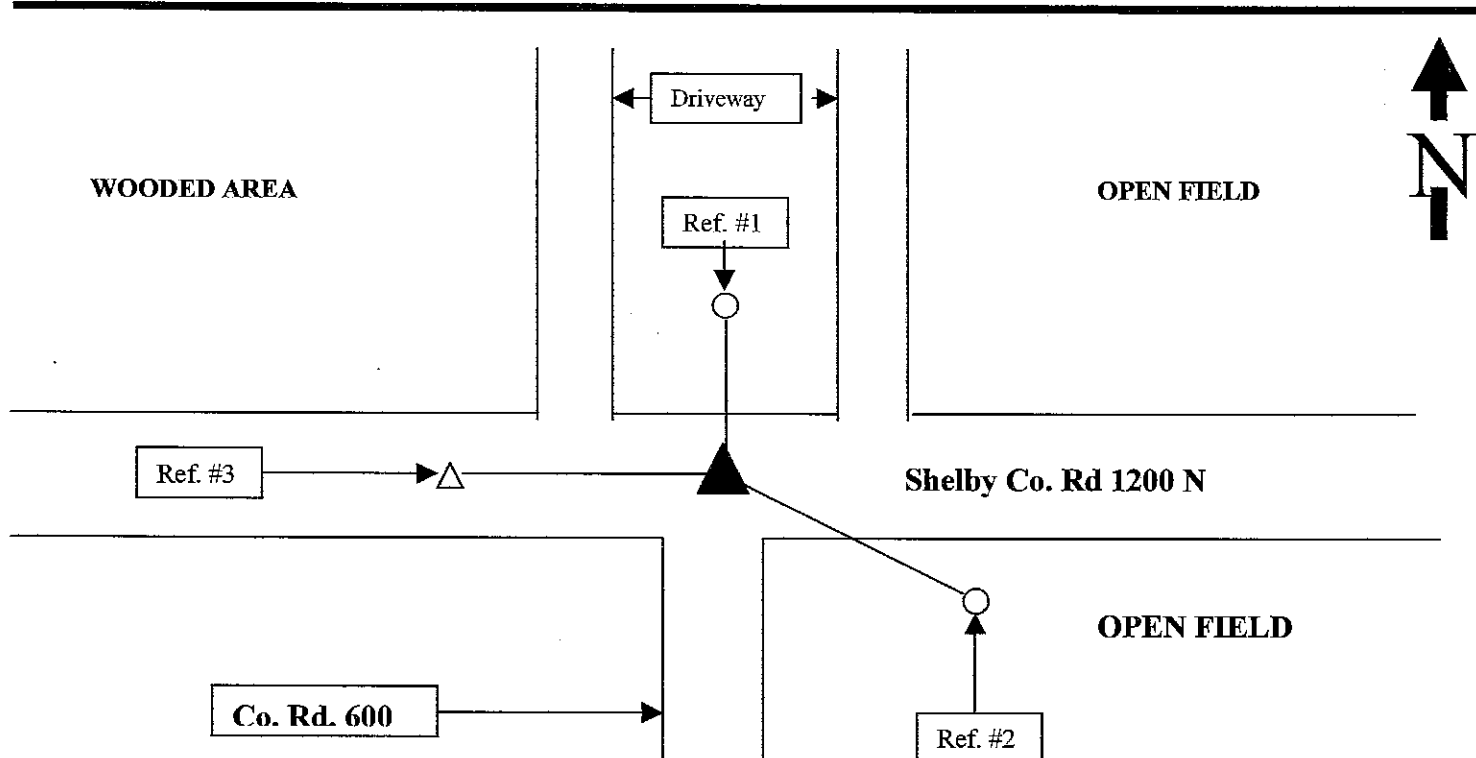 Driveway
N
WOODED AREA
OPEN FIELD
Ref. #1
Ref. #3
Shelby Co. Rd 1200 N
OPEN FIELD
Co. Rd. 600
Ref. #2